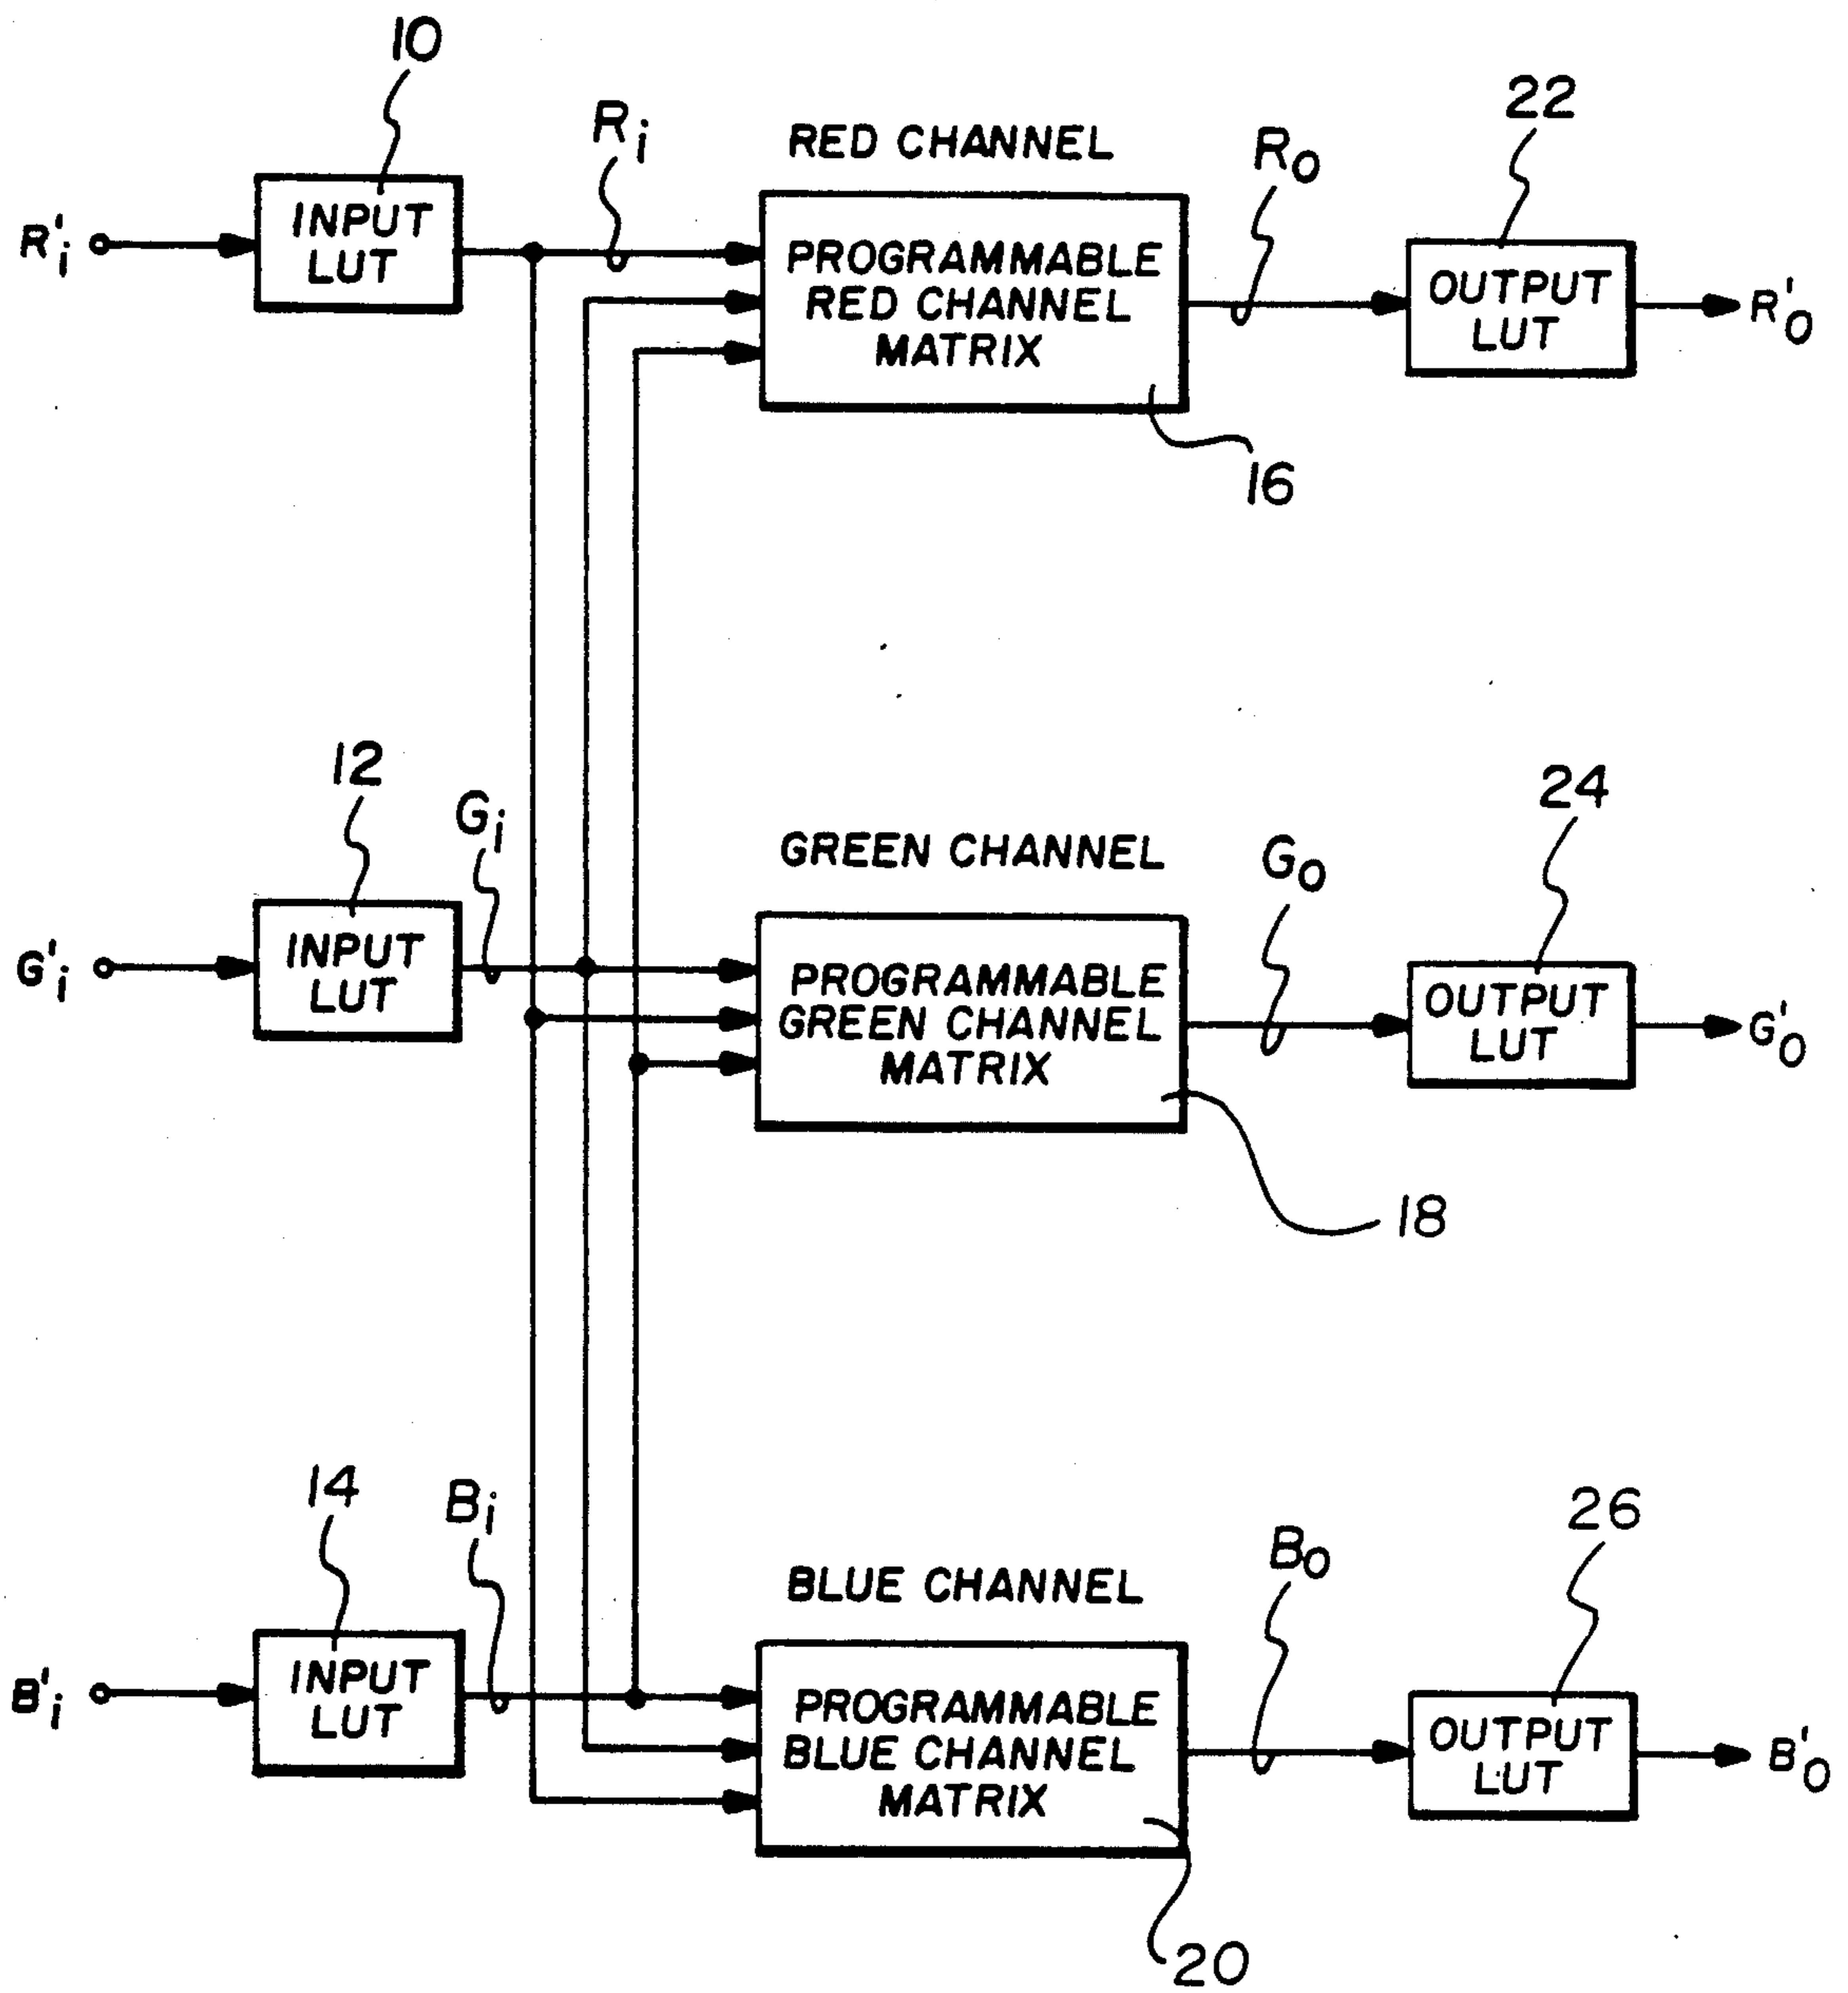 10
Ri
RED CHANNEL
Ro
22
R'i
INPUT
LUT
PROGRAMMABLE
RED CHANNEL
MATRIX
OUTPUT
LUT
R'o
16
12
Gi
GREEN CHANNEL
Go
24
G'i
INPUT
LUT
PROGRAMMABLE
GREEN CHANNEL
MATRIX
OUTPUT
LUT
G'o
18
14
Bi
BLUE CHANNEL
Bo
26
B'i
INPUT
LUT
PROGRAMMABLE
BLUE CHANNEL
MATRIX
OUTPUT
LUT
B'o
20